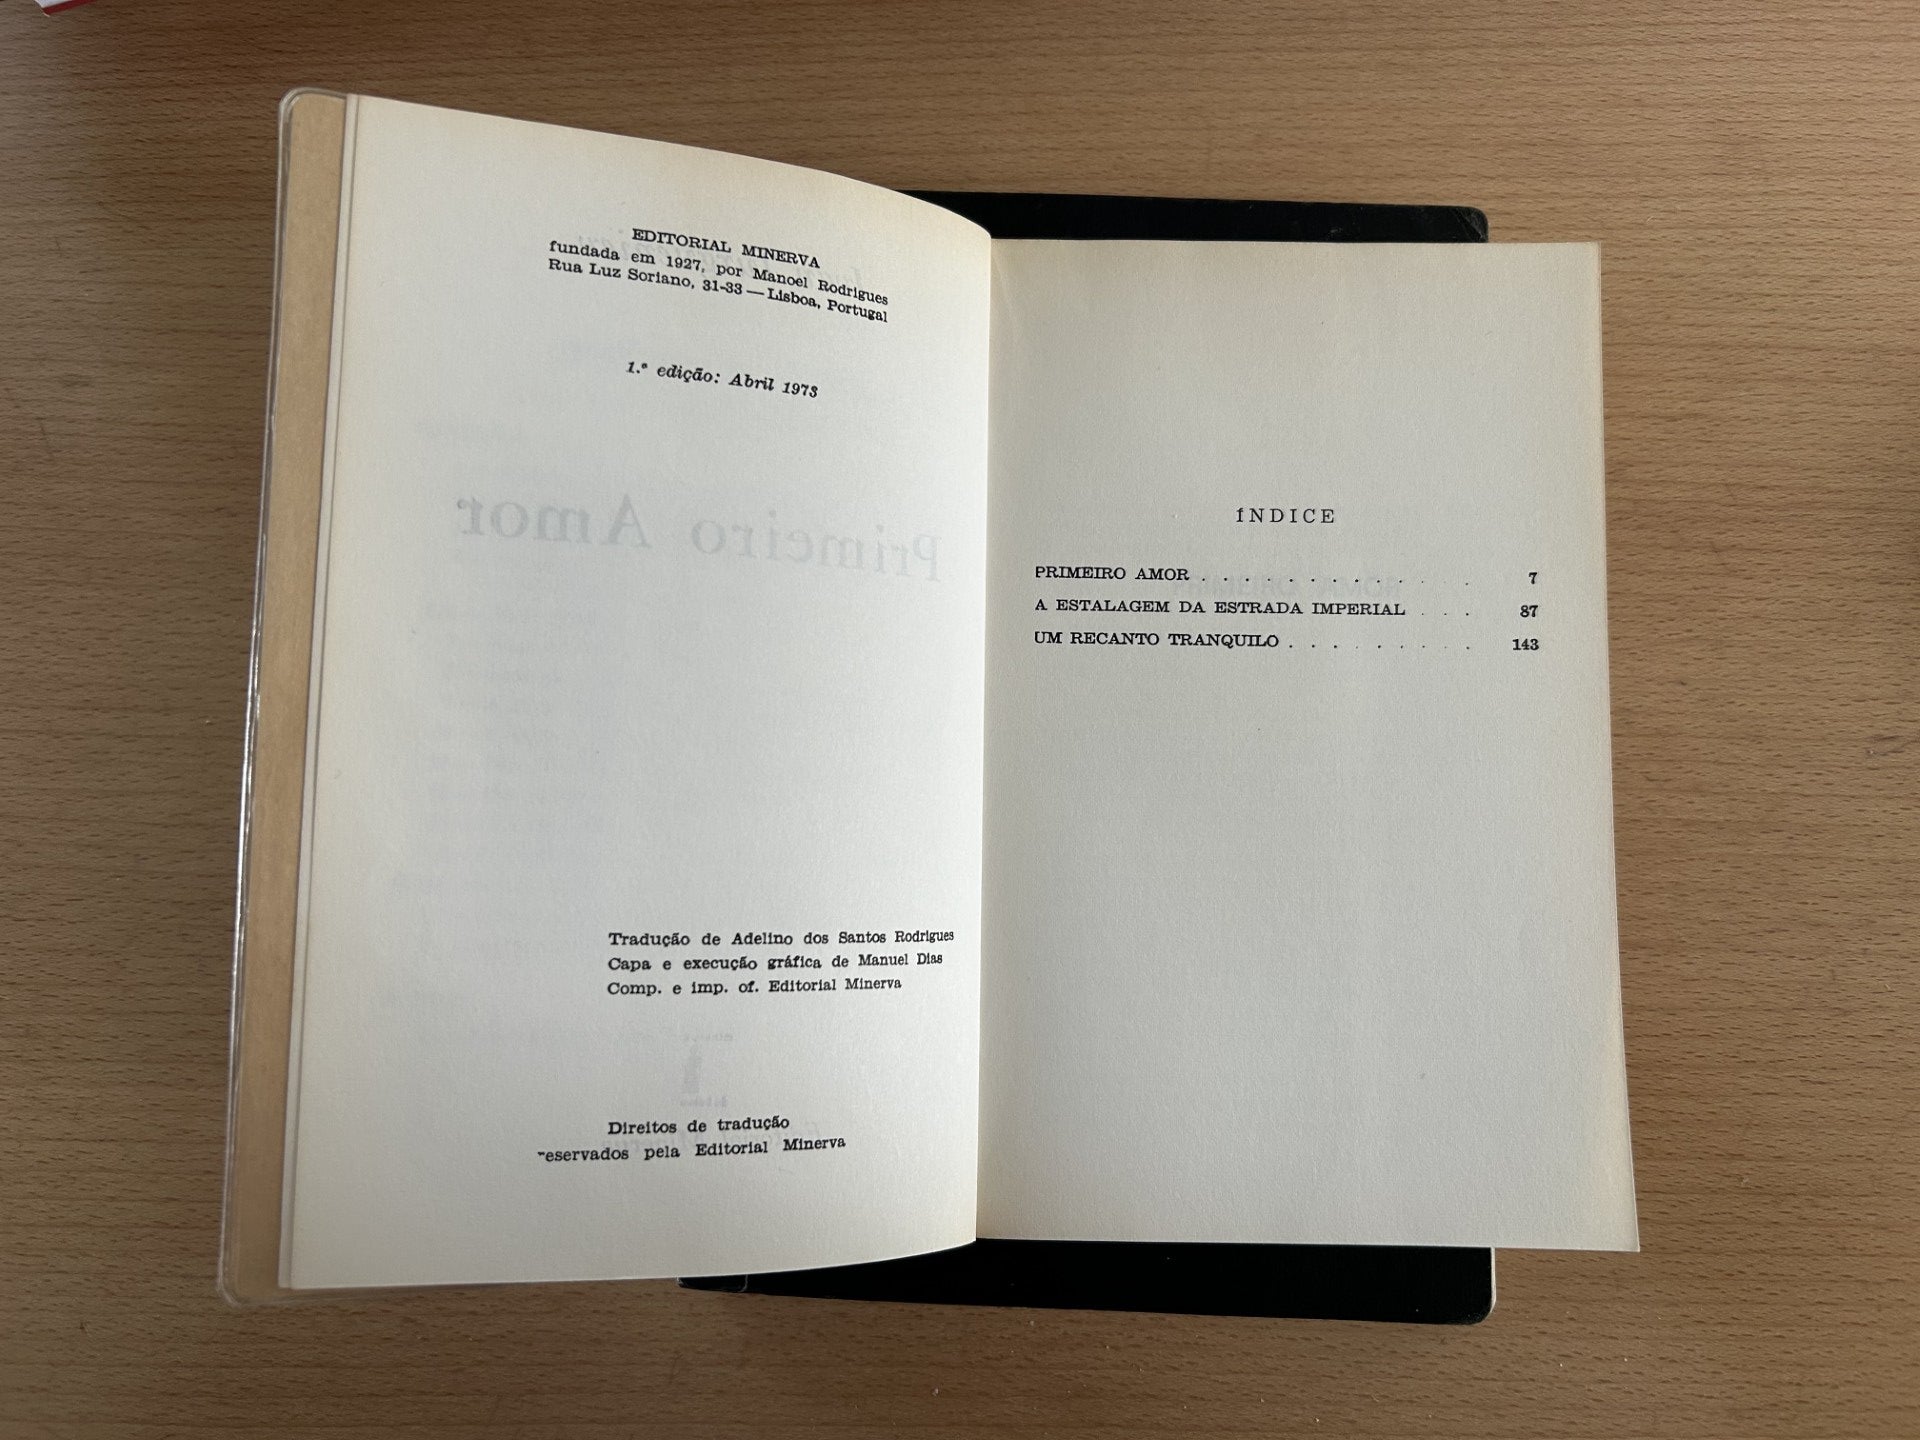 EDITORIAL MINERVA
fundada em 1927, por Manoel Rodrigues
Rua Luz Soriano, 31-33 — Lisboa, Portugal
1.ª edição: Abril 1973
Primeiro Amor
Tradução de Adelino dos Santos Rodrigues
Capa e execução gráfica de Manuel Dias
Comp. e imp. of. Editorial Minerva
Direitos de tradução
reservados pela Editorial Minerva
íNDICE
PRIMEIRO AMOR . . . . . . . . . . . . . 7
A ESTALAGEM DA ESTRADA IMPERIAL . . . 87
UM RECANTO TRANQUILO . . . . . . . . . 143